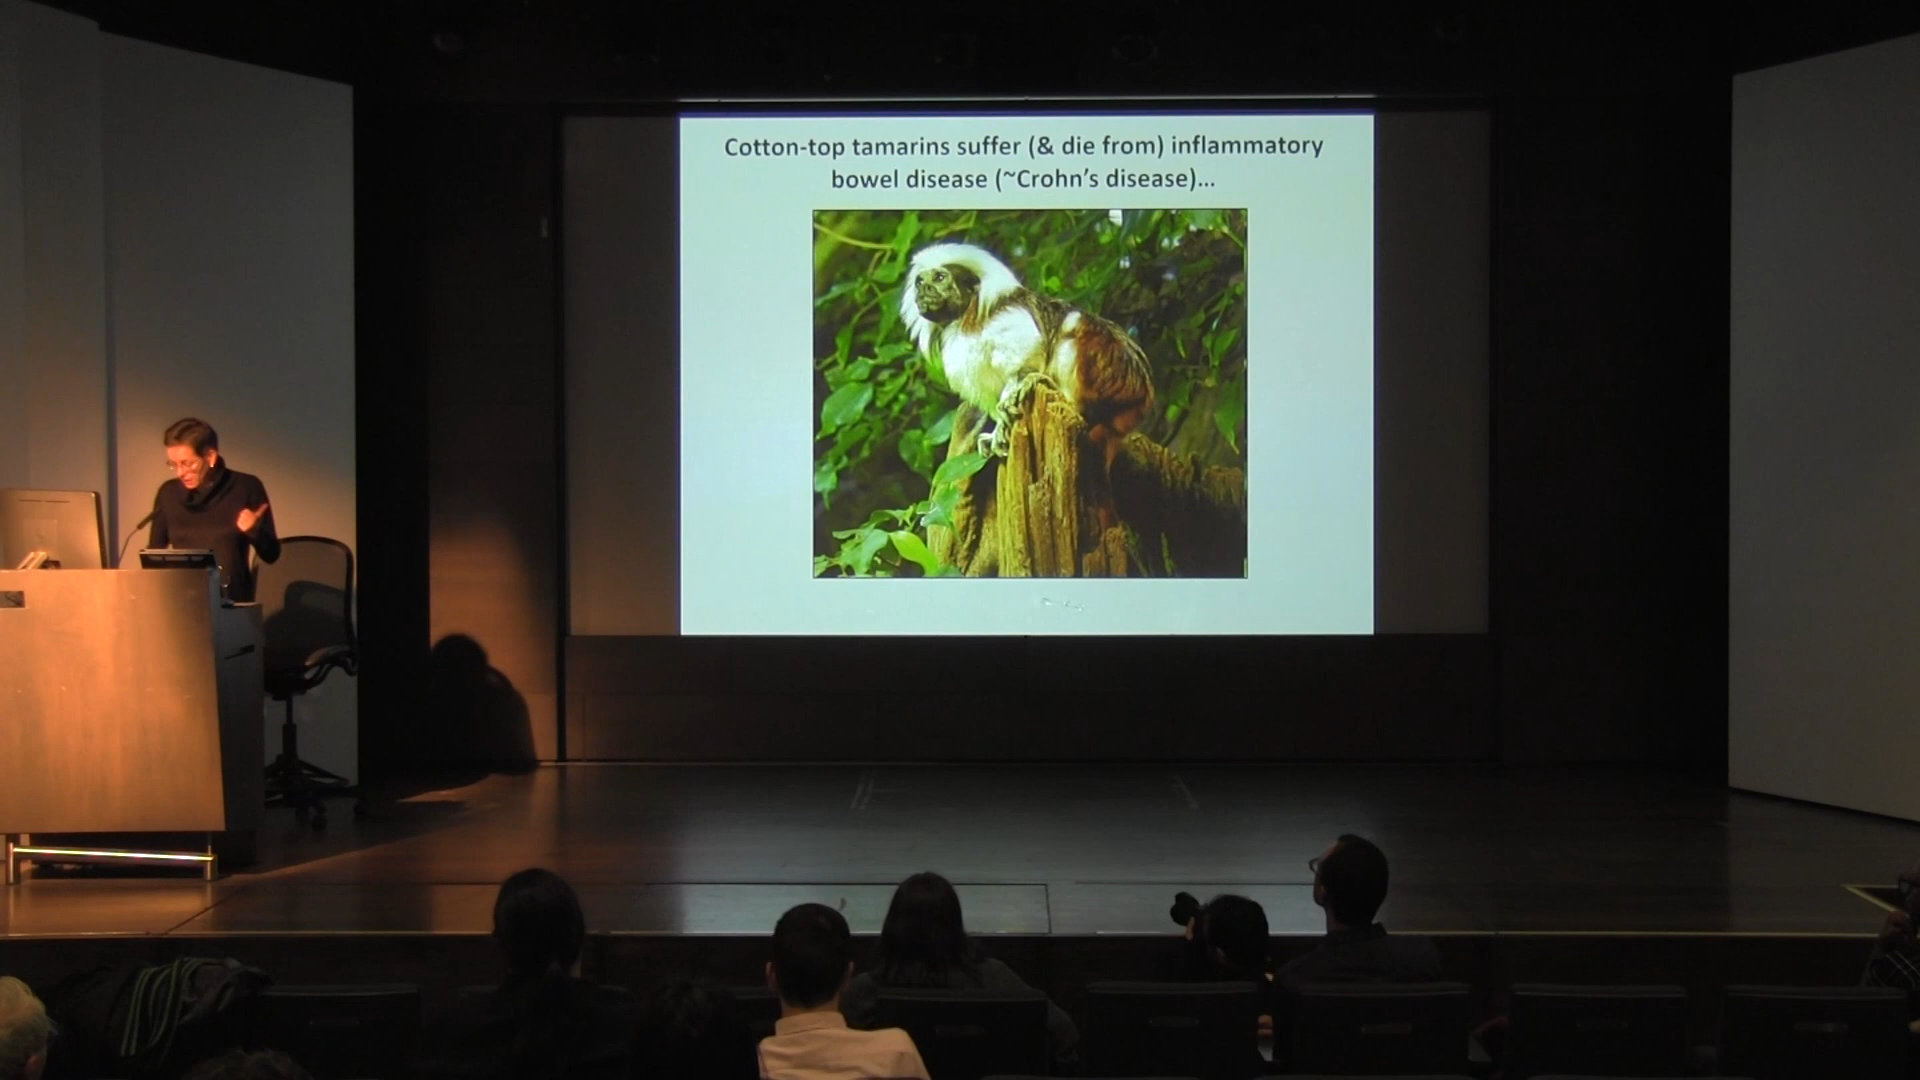 Cotton-top tamarins suffer (& die from) inflammatory
bowel disease (~Crohn's disease)...